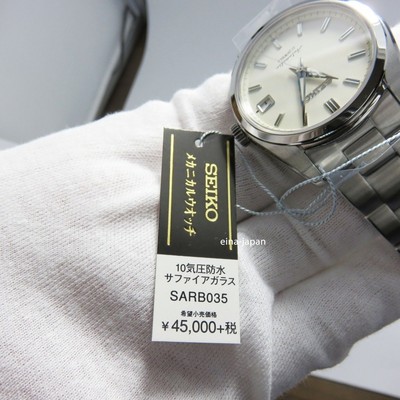 SEIKO
SEIKO
メカニカルウオッチ
eina-japan
10気圧防水
サファイアガラス
SARB035
希望小売価格
¥45,000+税